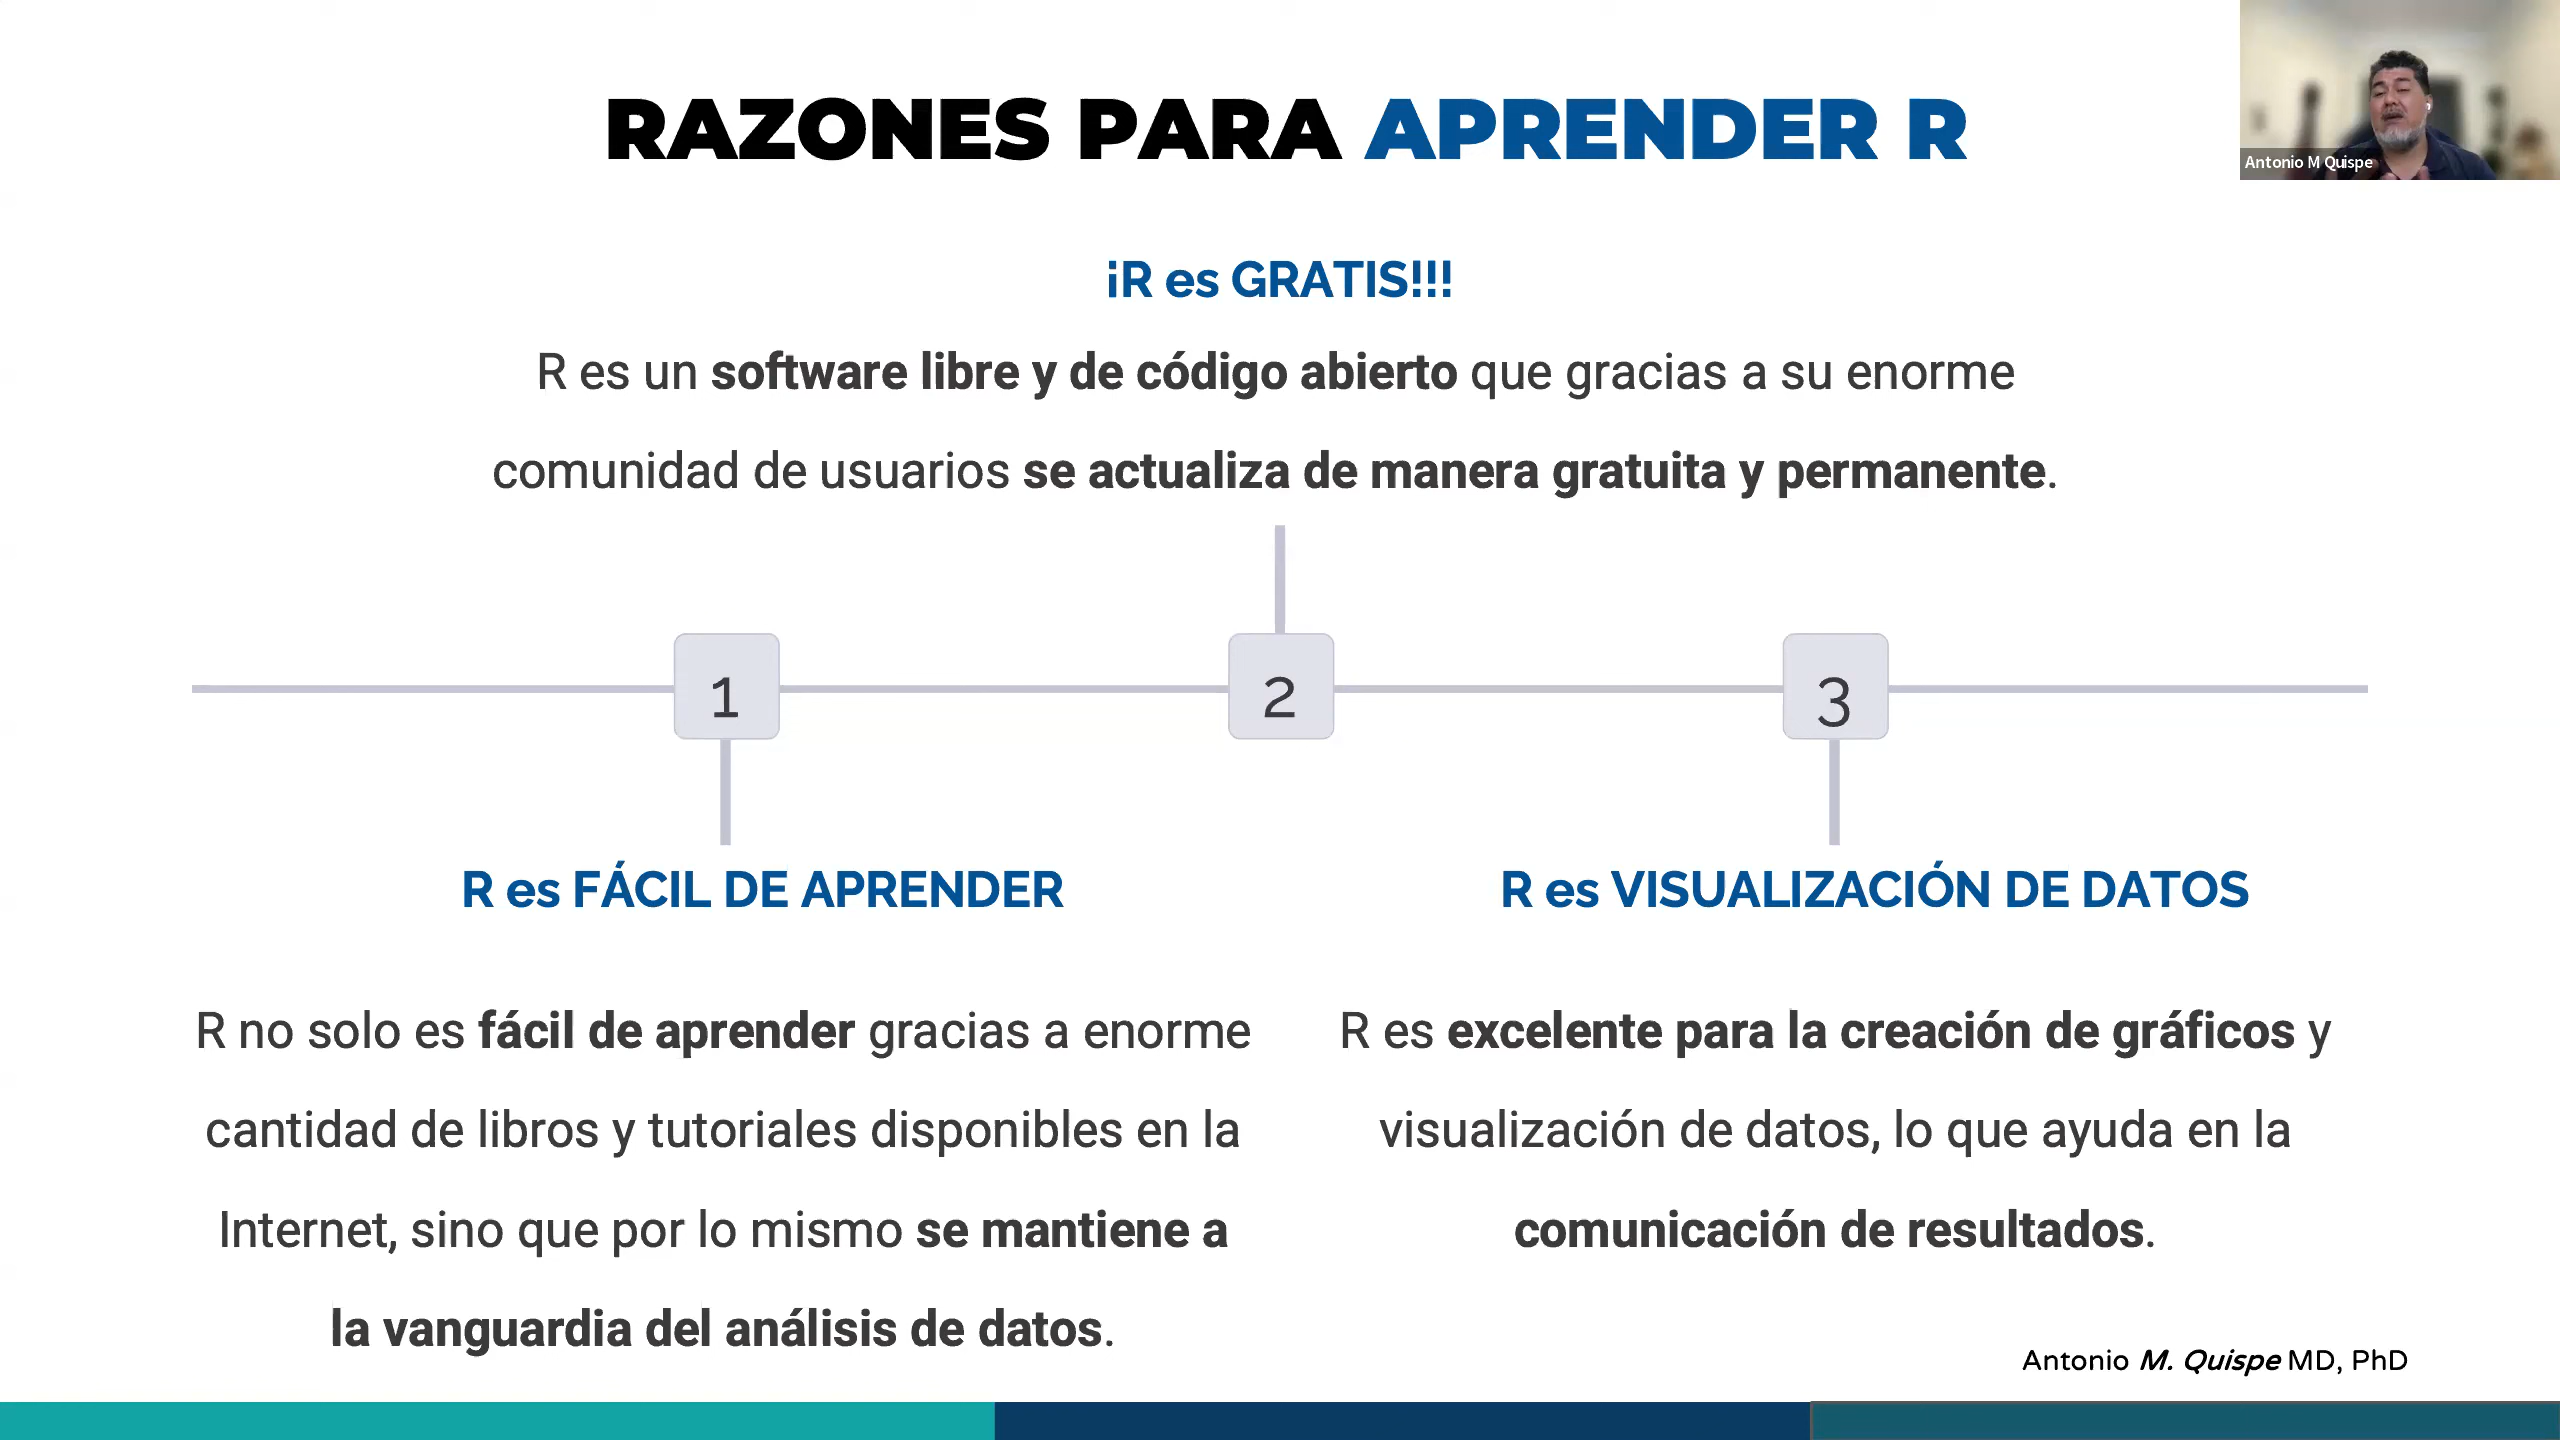 RAZONES PARA APRENDER R
Antonio M Quispe
¡R es GRATIS!!!
R es un software libre y de código abierto que gracias a su enorme
comunidad de usuarios se actualiza de manera gratuita y permanente.
1
2
3
R es FÁCIL DE APRENDER
R no solo es fácil de aprender gracias a enorme
cantidad de libros y tutoriales disponibles en la
Internet, sino que por lo mismo se mantiene a
la vanguardia del análisis de datos.
R es VISUALIZACIÓN DE DATOS
R es excelente para la creación de gráficos y
visualización de datos, lo que ayuda en la
comunicación de resultados.
Antonio M. Quispe MD, PhD